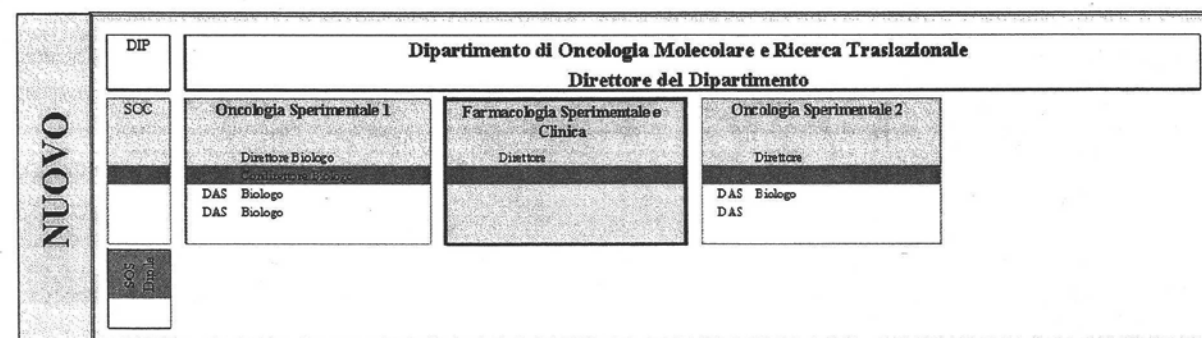 NUOVO
DIP
Dipartimento di Oncologia Molecolare e Ricerca Traslazionale
Direttore del Dipartimento
SOC
Oncologia Sperimentale 1
Direttore Biologo
DAS Biologo
DAS Biologo
Farmacologia Sperimentale e
Clinica
Direttore
Oncologia Sperimentale 2
Direttore
DAS Biologo
DAS
SOS